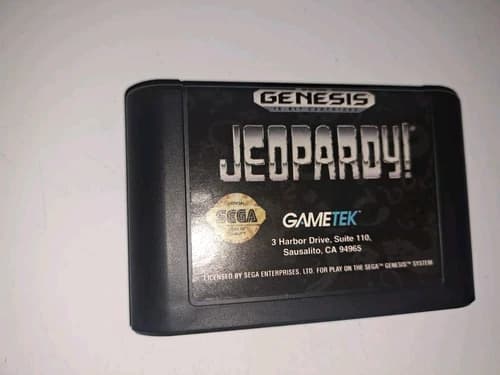 GENESIS
JEOPARDY!
SEGA
GAMETEK
3 Harbor Drive, Suite 110,
Sausalito, CA 94965
LICENSED BY SEGA ENTERPRISES, LTD. FOR PLAY ON THE SEGA™ GENESIS™ SYSTEM.